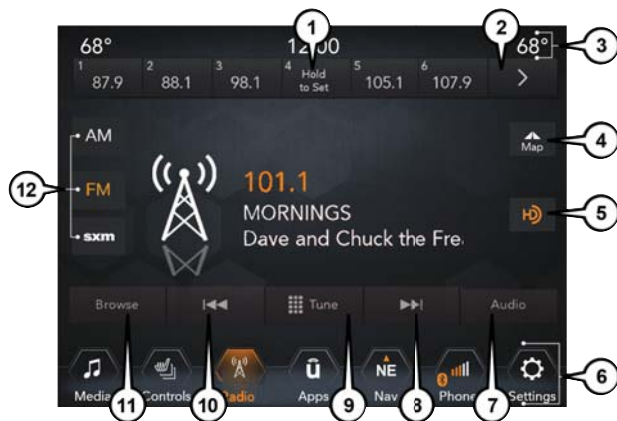 1 2
68° 12:00 68° 3
1 87.9 2 88.1 3 98.1 4 Hold to Set 5 105.1 6 107.9 >
AM
Map 4
12 FM
101.1
HD 5
MORNINGS
sxm
Dave and Chuck the Fre
Browse Tune Audio
NE 6
Media Controls Radio Apps Nav Phone Settings
11 10 9 8 7